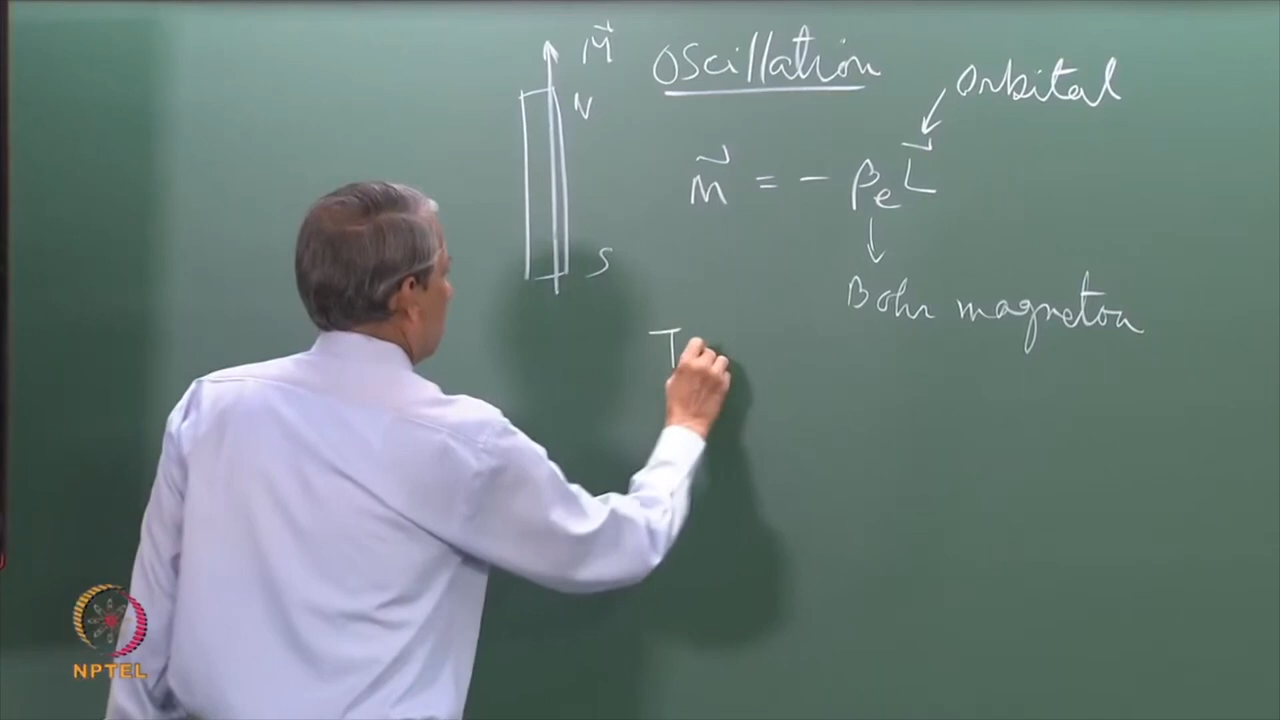 M⃗
Oscillation
orbital
N
m⃗ = - βe L⃗
S
Bohr magneton
T
NPTEL